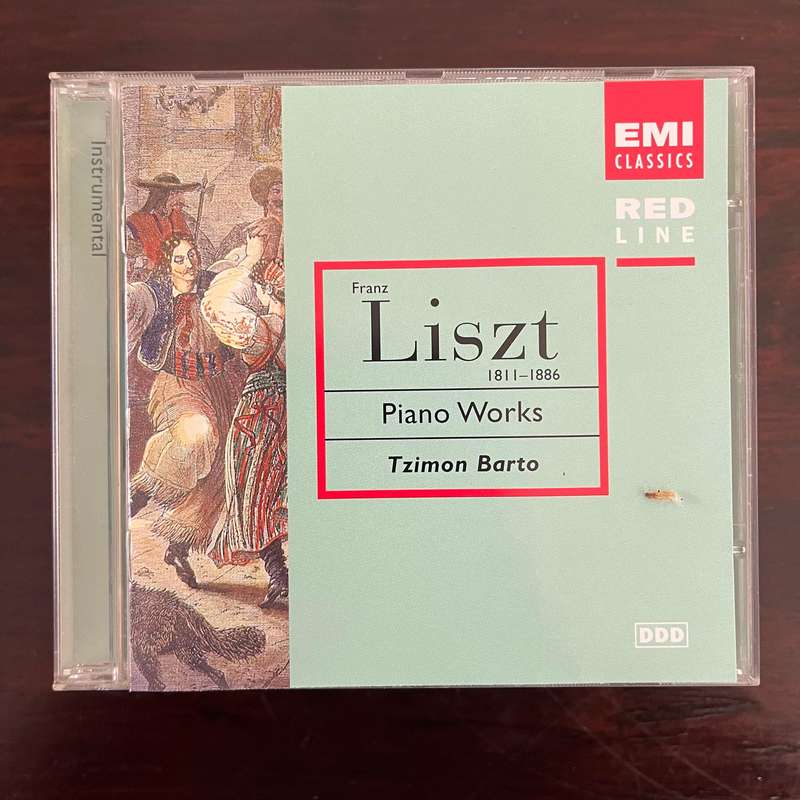 Instrumental
EMI
CLASSICS
RED
LINE
Franz
Liszt
1811–1886
Piano Works
Tzimon Barto
DDD